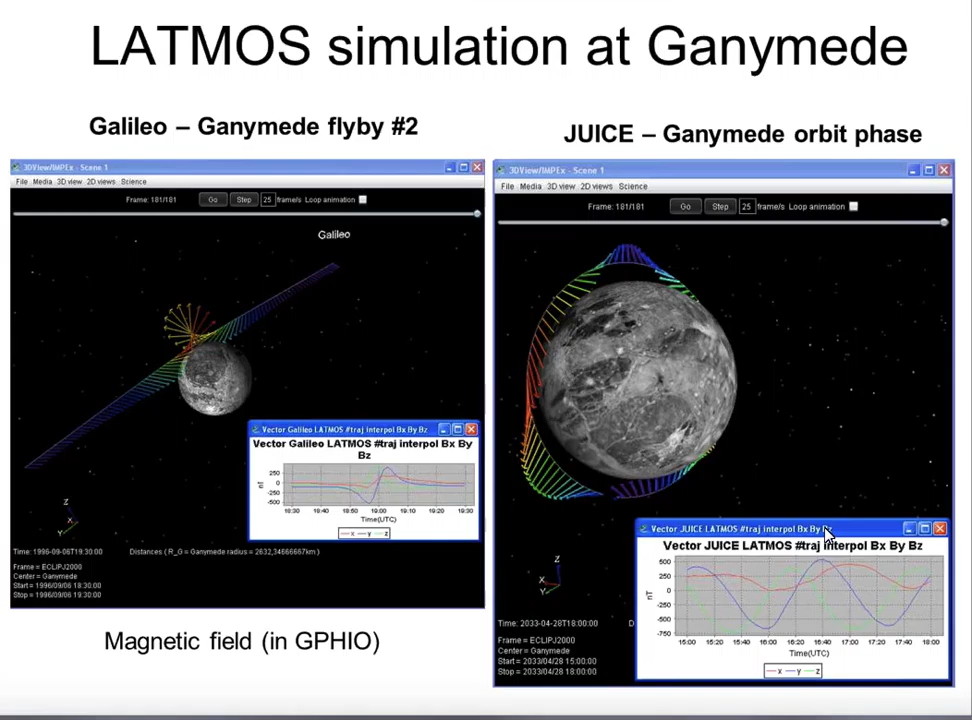 LATMOS simulation at Ganymede
Galileo – Ganymede flyby #2
JUICE – Ganymede orbit phase
3DView/IMPEx - Scene 1
File Media 3D view 2D views Science
Frame: 181/181 Go Step 25 frame/s Loop animation
Galileo
Vector Galileo LATMOS #traj interpol Bx By Bz
Vector Galileo LATMOS #traj interpol Bx By
Bz
nT
250
0
-250
-500
18:30 18:40 18:50 19:00 19:10 19:20 19:30
Time(UTC)
x y z
Z
X
Y
Time: 1996-09-06T19:30:00 Distances ( R_G = Ganymede radius = 2632,34666667km )
Frame = ECLIPJ2000
Center = Ganymede
Start = 1996/09/06 18:30:00
Stop = 1996/09/06 19:30:00
Magnetic field (in GPHIO)
3DView/IMPEx - Scene 1
File Media 3D view 2D views Science
Frame: 181/181 Go Step 25 frame/s Loop animation
Z
X
Y
Time: 2033-04-28T18:00:00 D
Frame = ECLIPJ2000
Center = Ganymede
Start = 2033/04/28 15:00:00
Stop = 2033/04/28 18:00:00
Vector JUICE LATMOS #traj interpol Bx By Bz
Vector JUICE LATMOS #traj interpol Bx By Bz
nT
500
250
0
-250
-500
-750
15:00 15:20 15:40 16:00 16:20 16:40 17:00 17:20 17:40 18:00
Time(UTC)
x y z